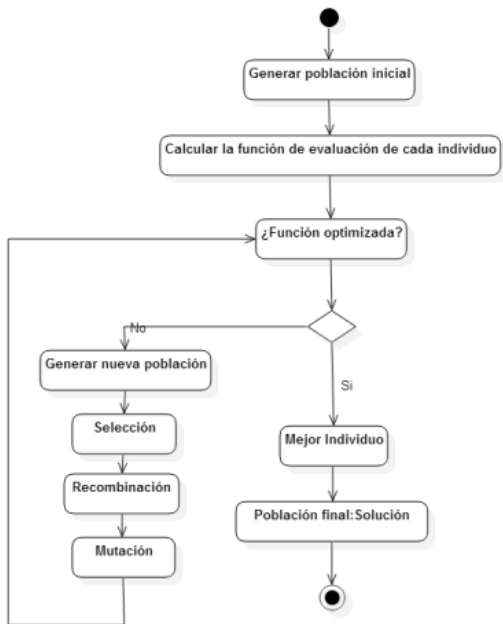 Generar población inicial
Calcular la función de evaluación de cada individuo
¿Función optimizada?
No
Generar nueva población
Si
Selección
Mejor Individuo
Recombinación
Población final:Solución
Mutación